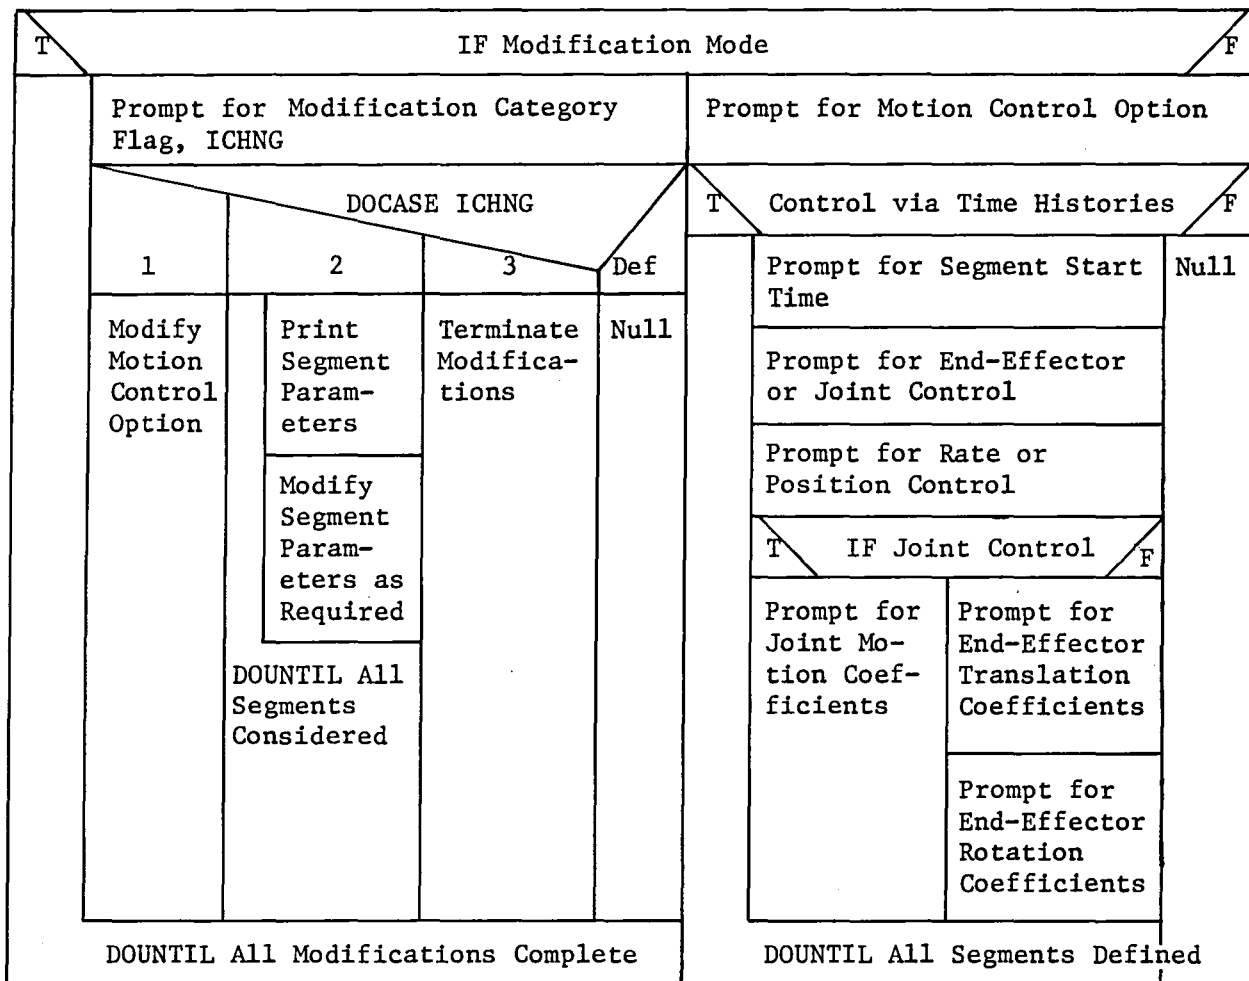 T
IF Modification Mode
F
Prompt for Modification Category
Flag, ICHNG
DOCASE ICHNG
1
2
3
Def
Modify
Motion
Control
Option
Print
Segment
Param-
eters
Modify
Segment
Param-
eters as
Required
DOUNTIL All
Segments
Considered
Terminate
Modifica-
tions
Null
DOUNTIL All Modifications Complete
Prompt for Motion Control Option
T
Control via Time Histories
F
Prompt for Segment Start
Time
Null
Prompt for End-Effector
or Joint Control
Prompt for Rate or
Position Control
T
IF Joint Control
F
Prompt for
Joint Mo-
tion Coef-
ficients
Prompt for
End-Effector
Translation
Coefficients
Prompt for
End-Effector
Rotation
Coefficients
DOUNTIL All Segments Defined